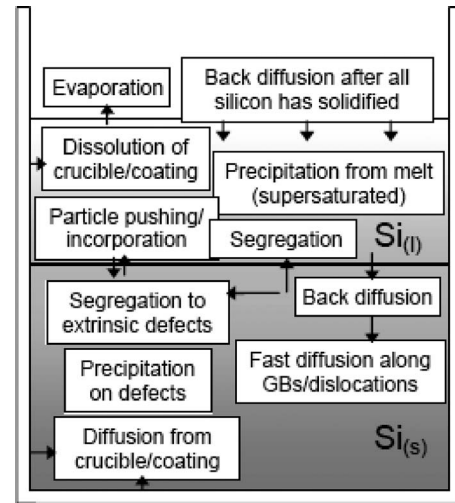 Evaporation
Back diffusion after all
silicon has solidified
Dissolution of
crucible/coating
Precipitation from melt
(supersaturated)
Particle pushing/
incorporation
Segregation
Si(l)
Segregation to
extrinsic defects
Back diffusion
Precipitation
on defects
Fast diffusion along
GBs/dislocations
Diffusion from
crucible/coating
Si(s)